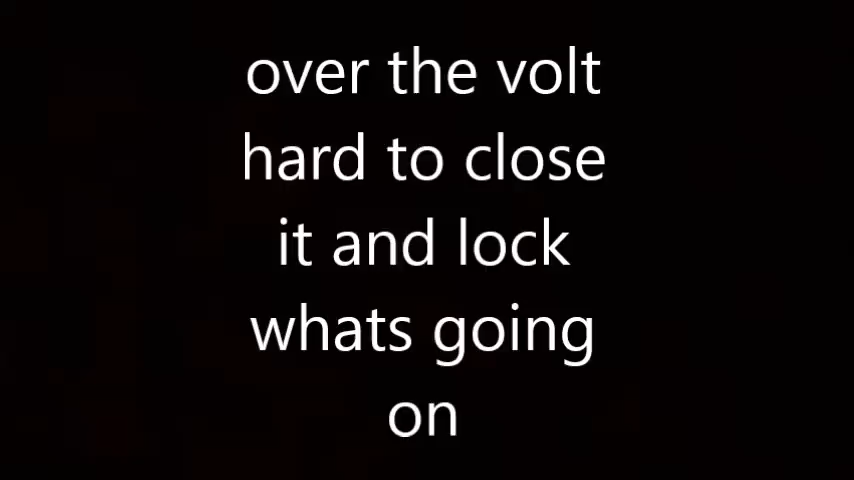 over the volt
hard to close
it and lock
whats going
on